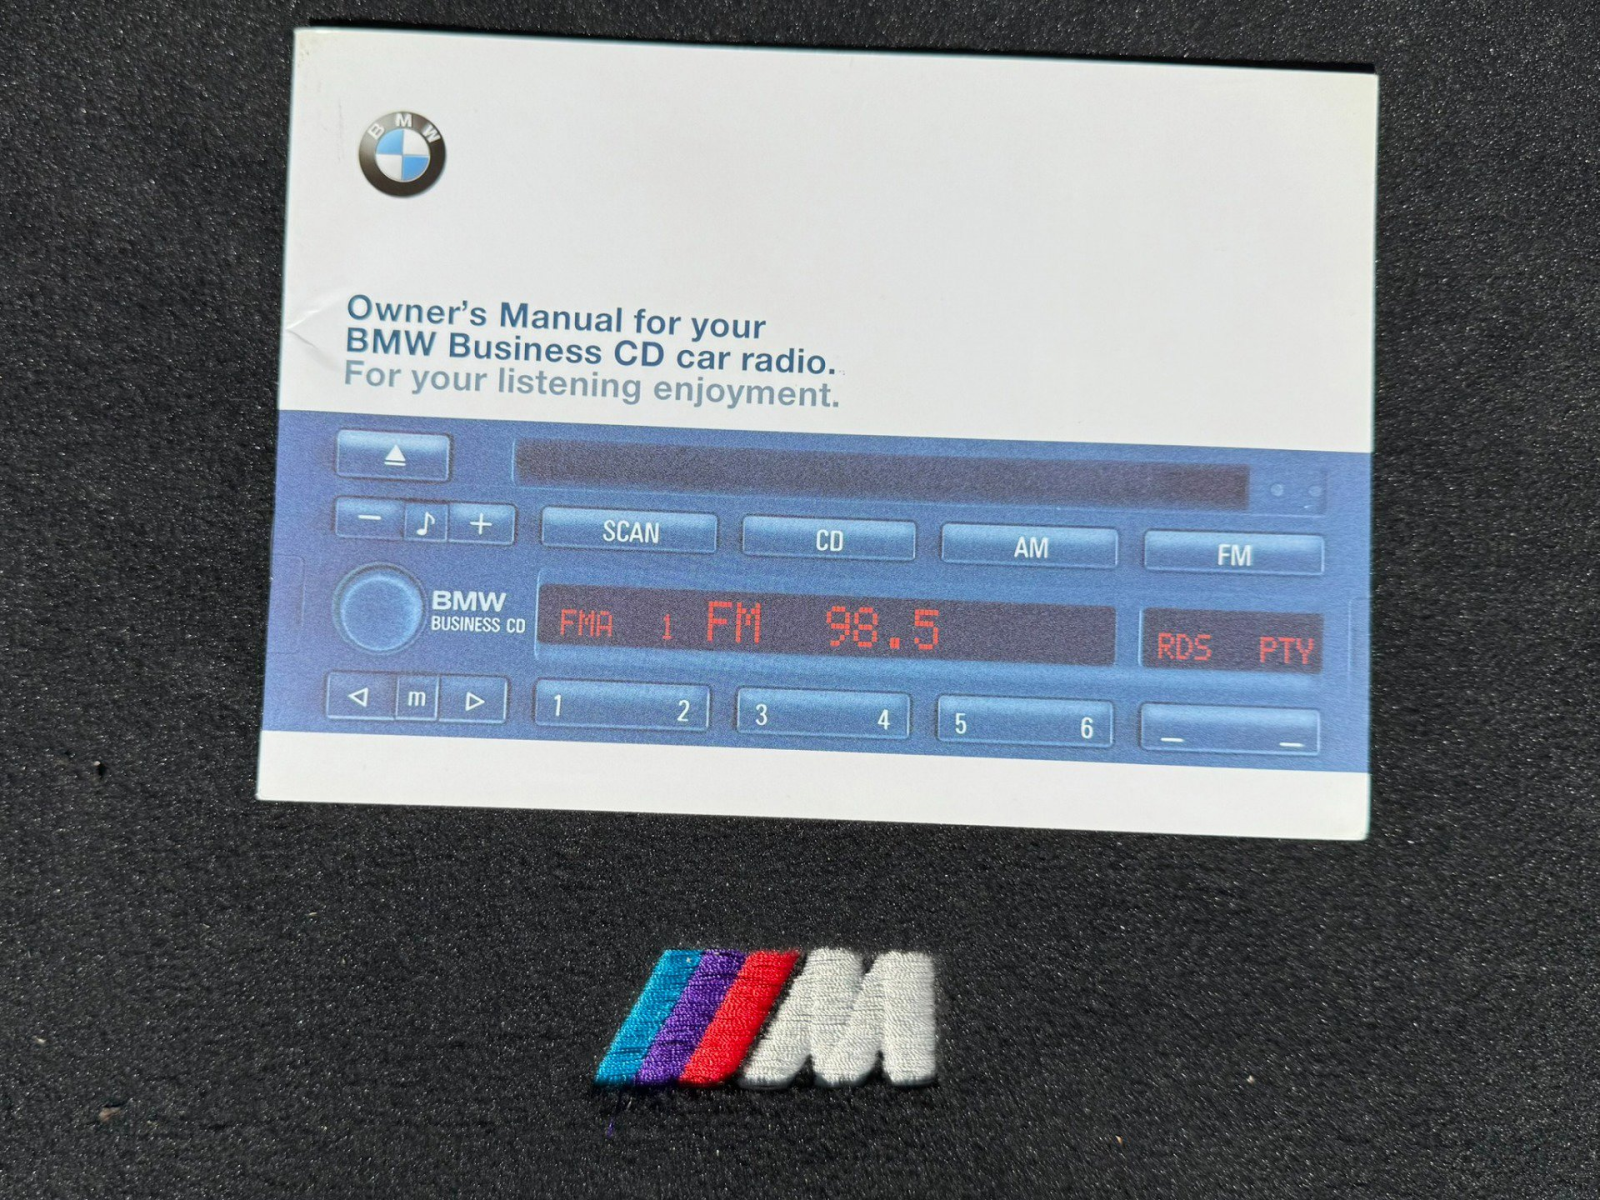 BMW
Owner's Manual for your
BMW Business CD car radio.
For your listening enjoyment.
− +
SCAN CD AM FM
BMW
BUSINESS CD
FMA 1 FM 98.5 RDS PTY
m
1 2 3 4 5 6
M